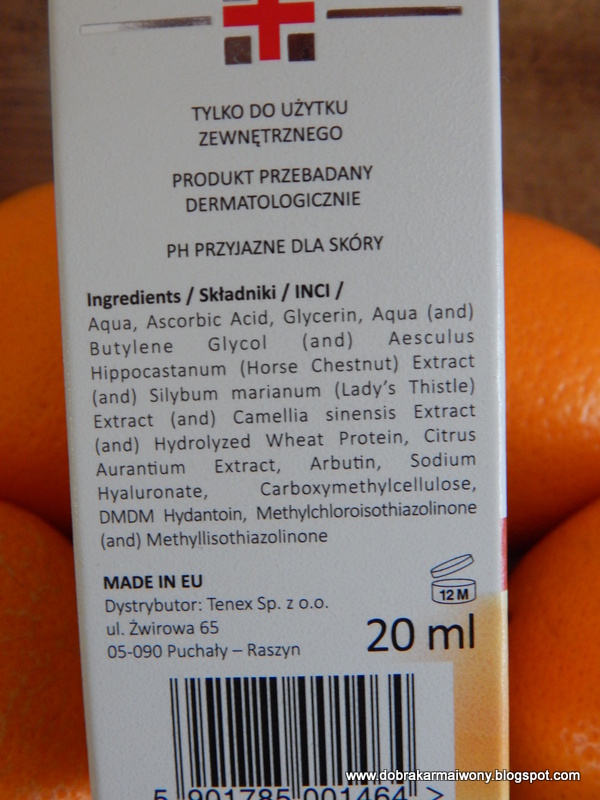 TYLKO DO UŻYTKU
ZEWNĘTRZNEGO
PRODUKT PRZEBADANY
DERMATOLOGICZNIE
PH PRZYJAZNE DLA SKÓRY
Ingredients / Składniki / INCI /
Aqua, Ascorbic Acid, Glycerin, Aqua (and)
Butylene Glycol (and) Aesculus
Hippocastanum (Horse Chestnut) Extract
(and) Silybum marianum (Lady's Thistle)
Extract (and) Camellia sinensis Extract
(and) Hydrolyzed Wheat Protein, Citrus
Aurantium Extract, Arbutin, Sodium
Hyaluronate, Carboxymethylcellulose,
DMDM Hydantoin, Methylchloroisothiazolinone
(and) Methyllisothiazolinone
MADE IN EU
Dystrybutor: Tenex Sp. z o.o.
ul. Żwirowa 65
05-090 Puchały – Raszyn
12 M
20 ml
5 901785 001464 >
www.dobrakarmaiwony.blogspot.com